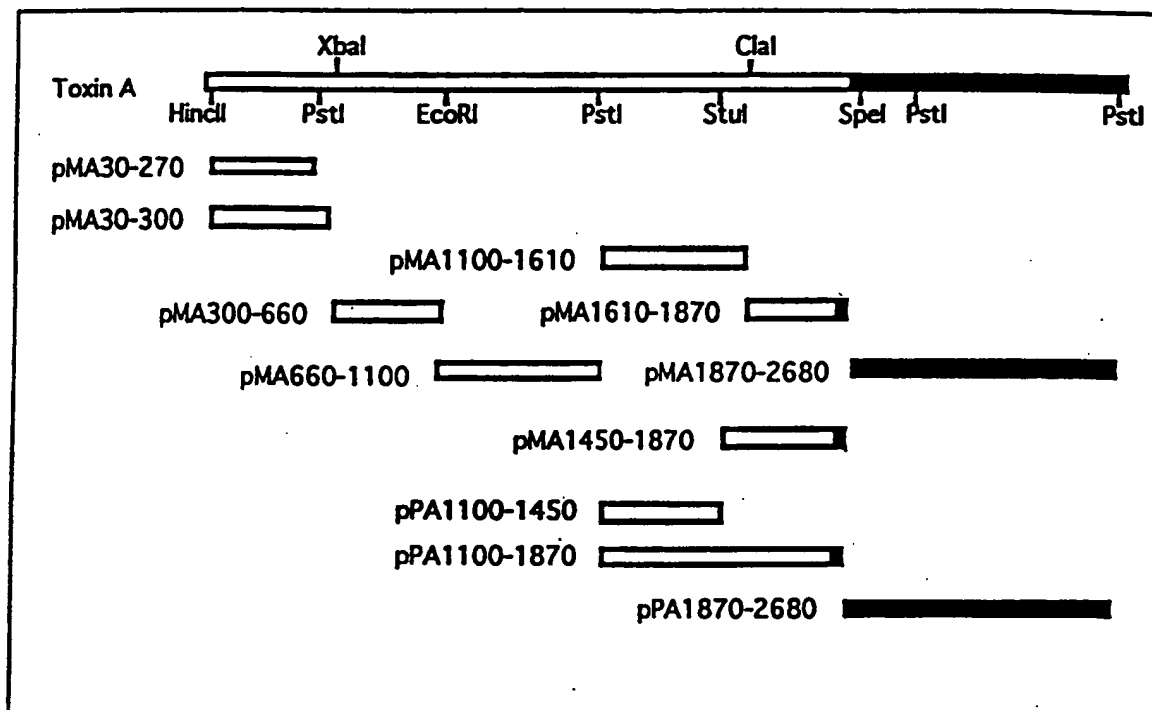 XbaI ClaI
Toxin A
HincII PstI EcoRI PstI StuI SpeI PstI PstI
pMA30-270
pMA30-300
pMA1100-1610
pMA300-660 pMA1610-1870
pMA660-1100 pMA1870-2680
pMA1450-1870
pPA1100-1450
pPA1100-1870
pPA1870-2680